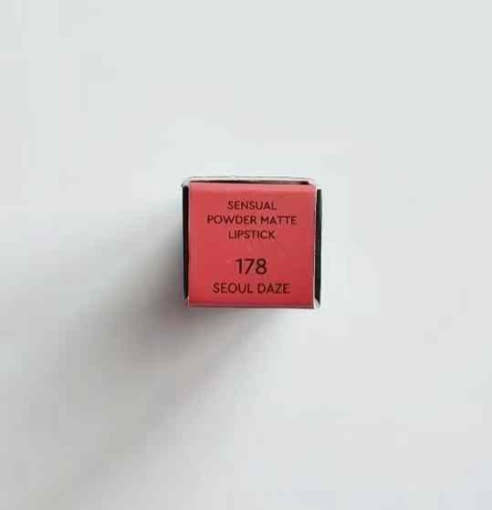 SENSUAL
POWDER MATTE
LIPSTICK
178
SEOUL DAZE